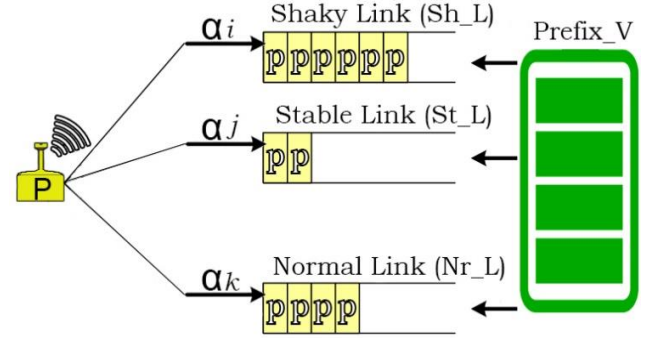 Shaky Link (Sh_L)
Prefix_V
αi
pppppp
Stable Link (St_L)
αj
pp
P
Normal Link (Nr_L)
αk
pppp